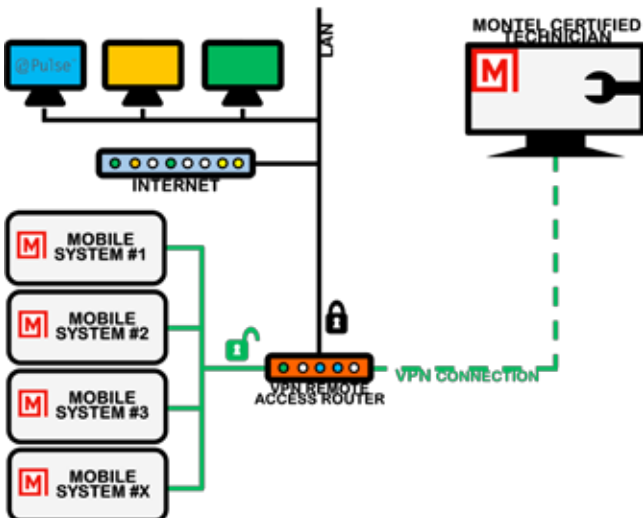 LAN
MONTEL CERTIFIED
TECHNICIAN
Pulse
M
INTERNET
M
MOBILE
SYSTEM #1
M
MOBILE
SYSTEM #2
M
MOBILE
SYSTEM #3
M
MOBILE
SYSTEM #X
VPN REMOTE
ACCESS ROUTER
VPN CONNECTION